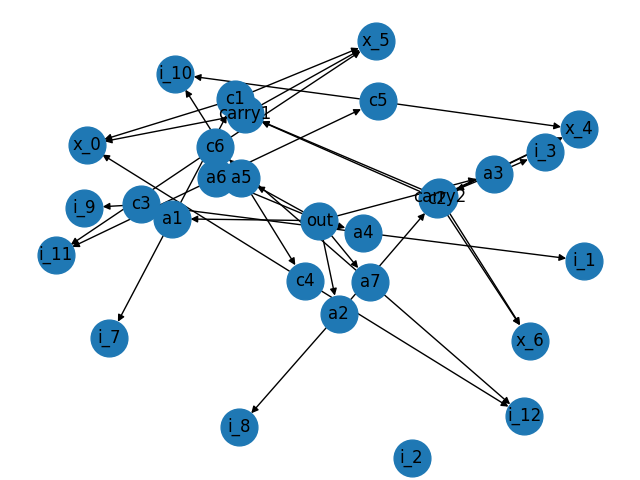 x_5
i_10
c1
c5
carry1
x_4
x_0
c6
i_3
a3
a6
a5
c2
carry2
i_9
c3
a1
out
a4
i_11
i_1
c4
a7
a2
i_7
x_6
i_12
i_8
i_2